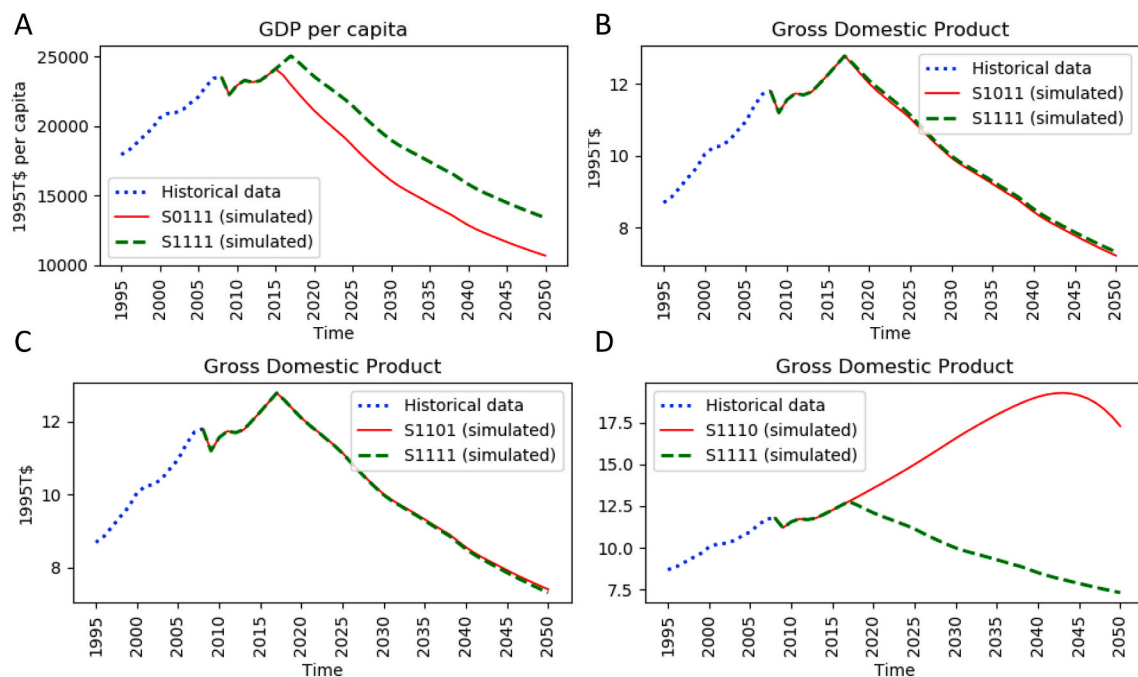 A
GDP per capita
1995T$ per capita
25000
20000
15000
10000
Historical data
S0111 (simulated)
S1111 (simulated)
1995 2000 2005 2010 2015 2020 2025 2030 2035 2040 2045 2050
Time
B
Gross Domestic Product
1995T$
12
10
8
Historical data
S1011 (simulated)
S1111 (simulated)
1995 2000 2005 2010 2015 2020 2025 2030 2035 2040 2045 2050
Time
C
Gross Domestic Product
1995T$
12
10
8
Historical data
S1101 (simulated)
S1111 (simulated)
1995 2000 2005 2010 2015 2020 2025 2030 2035 2040 2045 2050
Time
D
Gross Domestic Product
1995T$
17.5
15.0
12.5
10.0
7.5
Historical data
S1110 (simulated)
S1111 (simulated)
1995 2000 2005 2010 2015 2020 2025 2030 2035 2040 2045 2050
Time